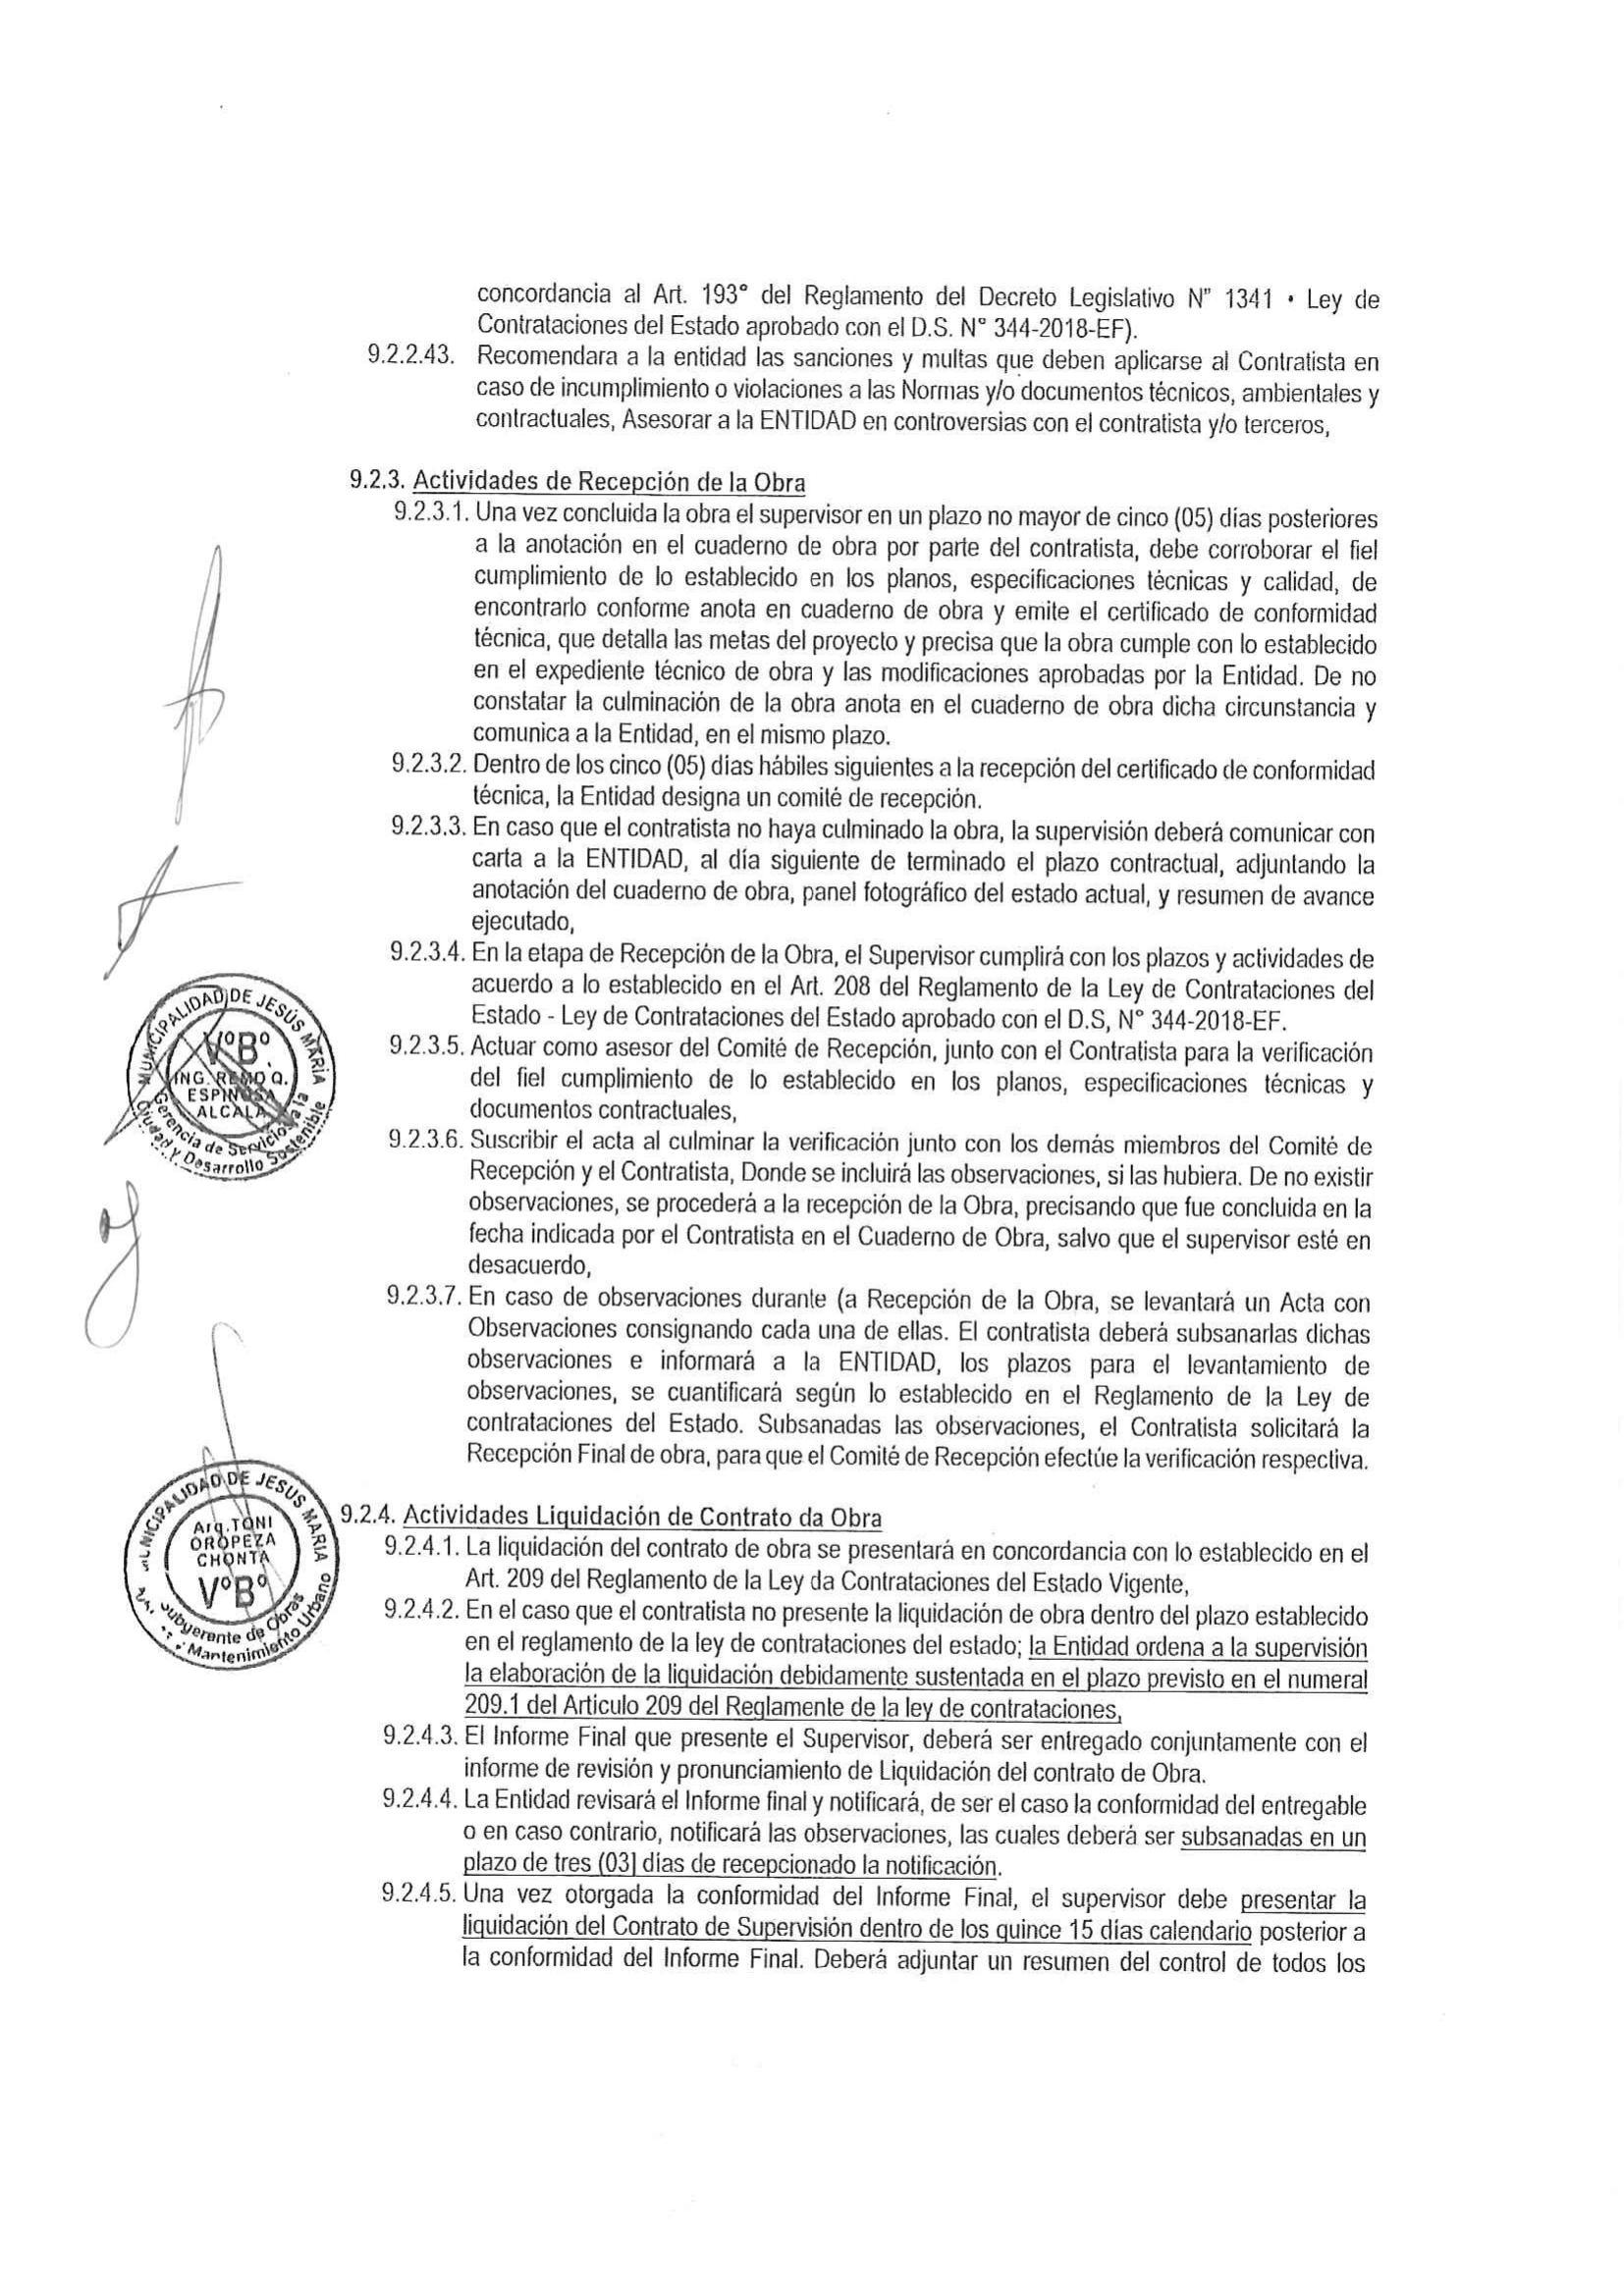 concordancia al Art. 193° del Reglamento del Decreto Legislativo N" 1341 • Ley de
Contrataciones del Estado aprobado con el D.S. N° 344-2018-EF).
9.2.2.43. Recomendara a la entidad las sanciones y multas que deben aplicarse al Contratista en
caso de incumplimiento o violaciones a las Normas y/o documentos técnicos, ambientales y
contractuales, Asesorar a la ENTIDAD en controversias con el contratista y/o terceros,
9.2.3. Actividades de Recepción de la Obra
9.2.3.1. Una vez concluida la obra el supervisor en un plazo no mayor de cinco (05) días posteriores
a la anotación en el cuaderno de obra por parte del contratista, debe corroborar el fiel
cumplimiento de lo establecido en los planos, especificaciones técnicas y calidad, de
encontrarlo conforme anota en cuaderno de obra y emite el certificado de conformidad
técnica, que detalla las metas del proyecto y precisa que la obra cumple con lo establecido
en el expediente técnico de obra y las modificaciones aprobadas por la Entidad. De no
constatar la culminación de la obra anota en el cuaderno de obra dicha circunstancia y
comunica a la Entidad, en el mismo plazo.
9.2.3.2. Dentro de los cinco (05) días hábiles siguientes a la recepción del certificado de conformidad
técnica, la Entidad designa un comité de recepción.
9.2.3.3. En caso que el contratista no haya culminado la obra, la supervisión deberá comunicar con
carta a la ENTIDAD, al día siguiente de terminado el plazo contractual, adjuntando la
anotación del cuaderno de obra, panel fotográfico del estado actual, y resumen de avance
ejecutado,
9.2.3.4. En la etapa de Recepción de la Obra, el Supervisor cumplirá con los plazos y actividades de
acuerdo a lo establecido en el Art. 208 del Reglamento de la Ley de Contrataciones del
Estado - Ley de Contrataciones del Estado aprobado con el D.S, N° 344-2018-EF.
9.2.3.5. Actuar como asesor del Comité de Recepción, junto con el Contratista para la verificación
del fiel cumplimiento de lo establecido en los planos, especificaciones técnicas y
documentos contractuales,
9.2.3.6. Suscribir el acta al culminar la verificación junto con los demás miembros del Comité de
Recepción y el Contratista, Donde se incluirá las observaciones, si las hubiera. De no existir
observaciones, se procederá a la recepción de la Obra, precisando que fue concluida en la
fecha indicada por el Contratista en el Cuaderno de Obra, salvo que el supervisor esté en
desacuerdo,
9.2.3.7. En caso de observaciones durante (a Recepción de la Obra, se levantará un Acta con
Observaciones consignando cada una de ellas. El contratista deberá subsanarlas dichas
observaciones e informará a la ENTIDAD, los plazos para el levantamiento de
observaciones, se cuantificará según lo establecido en el Reglamento de la Ley de
contrataciones del Estado. Subsanadas las observaciones, el Contratista solicitará la
Recepción Final de obra, para que el Comité de Recepción efectúe la verificación respectiva.
9.2.4. Actividades Liquidación de Contrato da Obra
9.2.4.1. La liquidación del contrato de obra se presentará en concordancia con lo establecido en el
Art. 209 del Reglamento de la Ley da Contrataciones del Estado Vigente,
9.2.4.2. En el caso que el contratista no presente la liquidación de obra dentro del plazo establecido
en el reglamento de la ley de contrataciones del estado; la Entidad ordena a la supervisión
la elaboración de la liquidación debidamente sustentada en el plazo previsto en el numeral
209.1 del Articulo 209 del Reglamente de la ley de contrataciones,
9.2.4.3. El Informe Final que presente el Supervisor, deberá ser entregado conjuntamente con el
informe de revisión y pronunciamiento de Liquidación del contrato de Obra.
9.2.4.4. La Entidad revisará el Informe final y notificará, de ser el caso la conformidad del entregable
o en caso contrario, notificará las observaciones, las cuales deberá ser subsanadas en un
plazo de tres (03] días de recepcionado la notificación.
9.2.4.5. Una vez otorgada la conformidad del Informe Final, el supervisor debe presentar la
liquidación del Contrato de Supervisión dentro de los quince 15 días calendario posterior a
la conformidad del Informe Final. Deberá adjuntar un resumen del control de todos los
MUNICIPALIDAD DE JESÚS MARIA
V°B°
ING. REMO Q.
ESPINOSA
ALCALA
Gerencia de Servicio a la
Ciudad y Desarrollo Sostenible
MUNICIPALIDAD DE JESUS MARIA
Arq. TONI
OROPEZA
CHONTA
V°B°
Subgerente de Obras
Mantenimiento Urbano